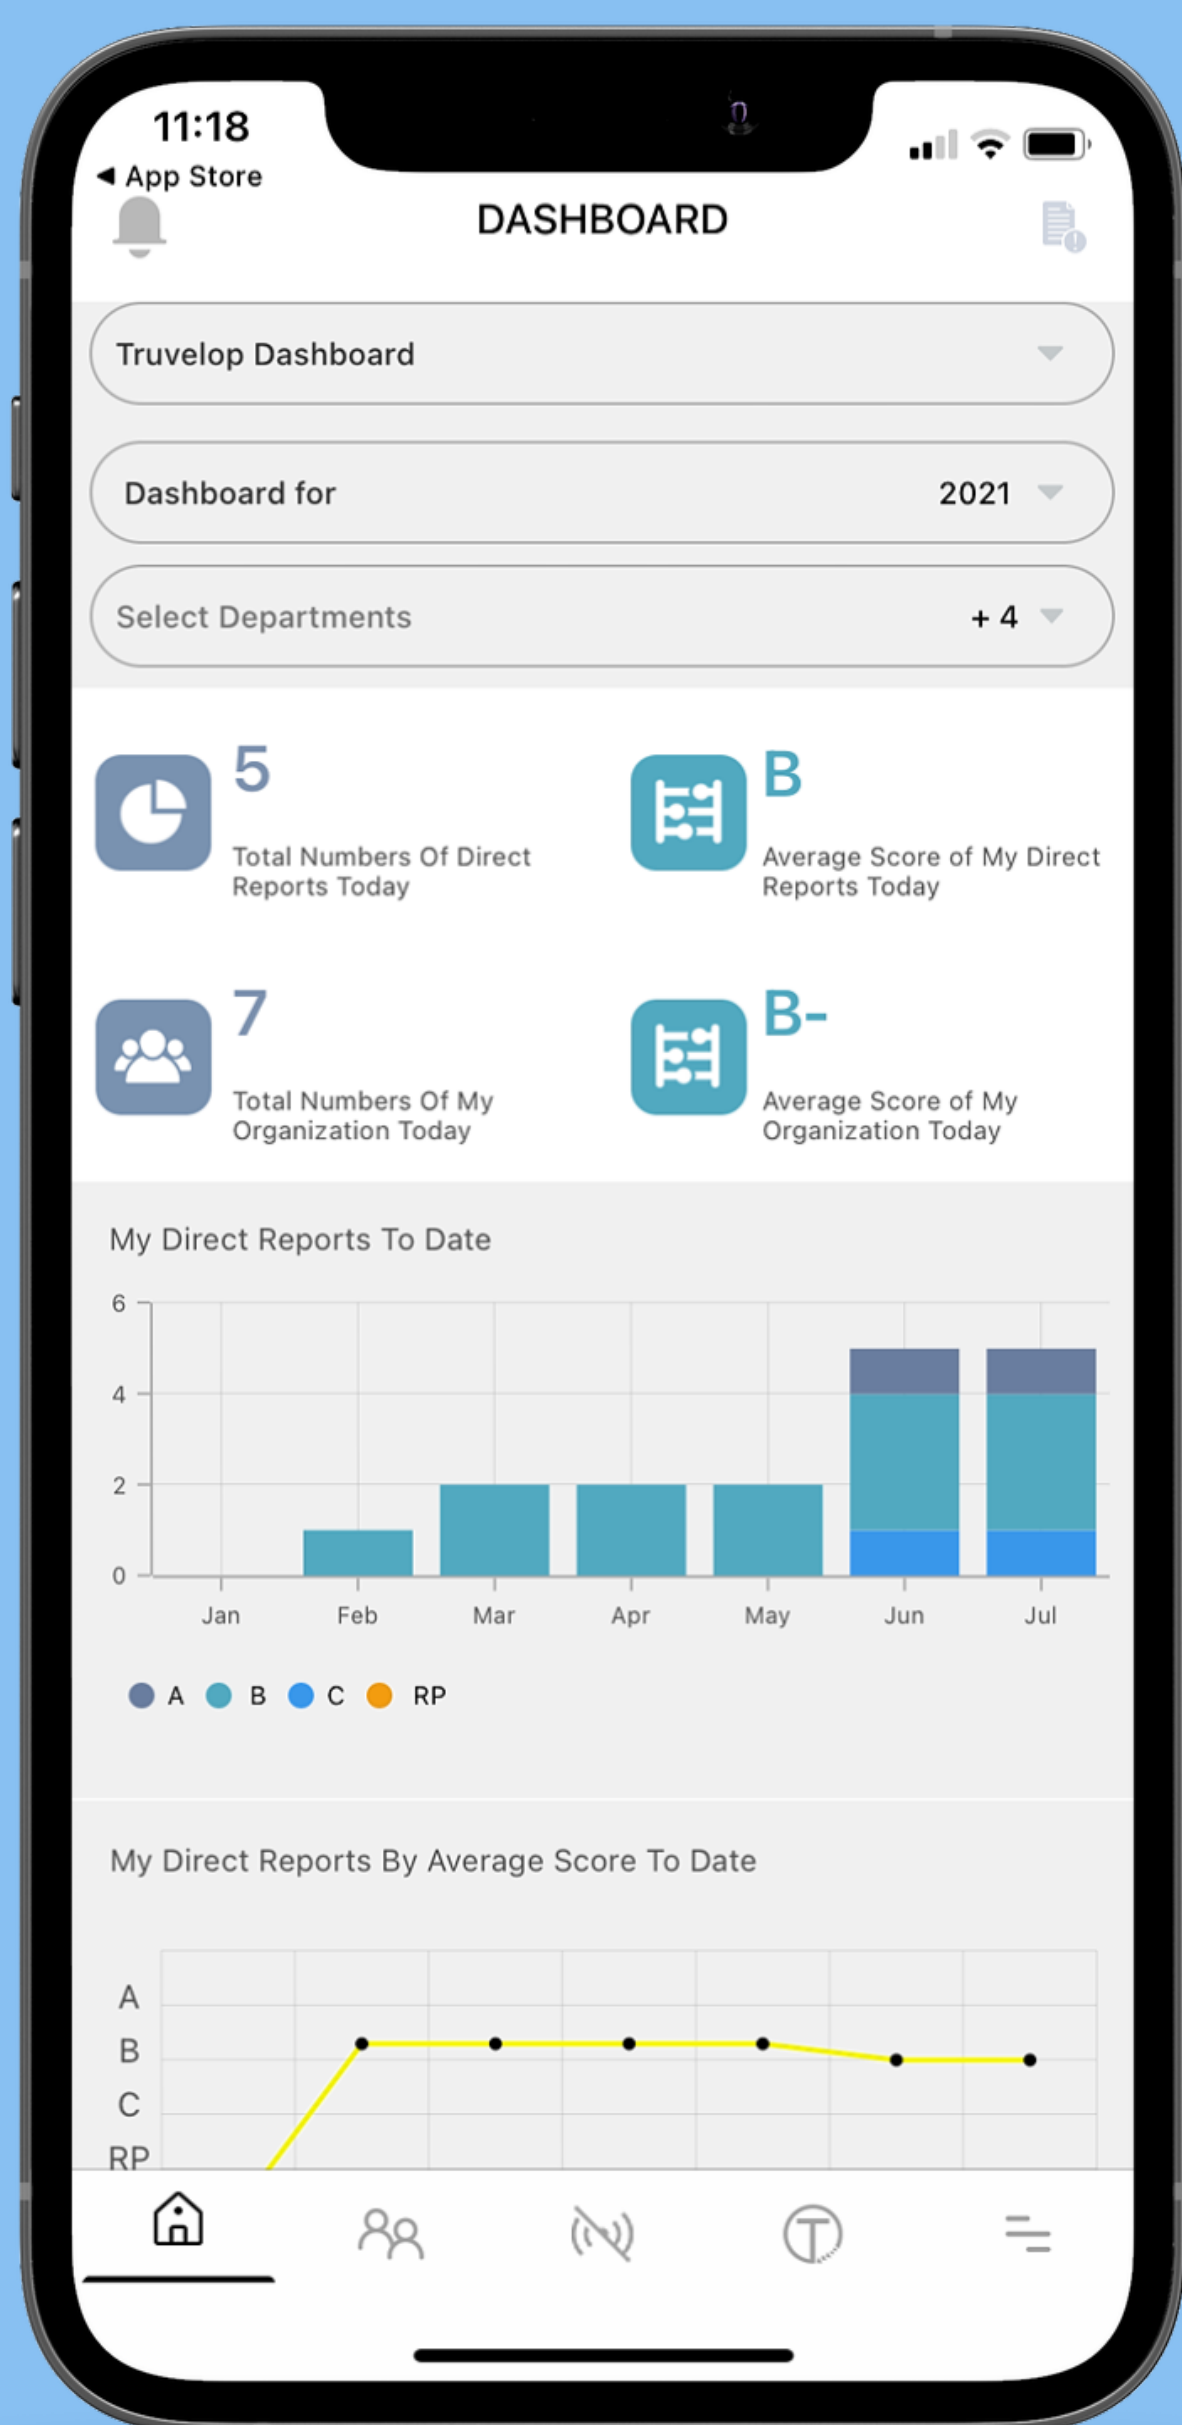 11:18
App Store
DASHBOARD
Truvelop Dashboard
Dashboard for 2021
Select Departments + 4
5
Total Numbers Of Direct
Reports Today
B
Average Score of My Direct
Reports Today
7
Total Numbers Of My
Organization Today
B-
Average Score of My
Organization Today
My Direct Reports To Date
6
4
2
0
Jan Feb Mar Apr May Jun Jul
A B C RP
My Direct Reports By Average Score To Date
A
B
C
RP